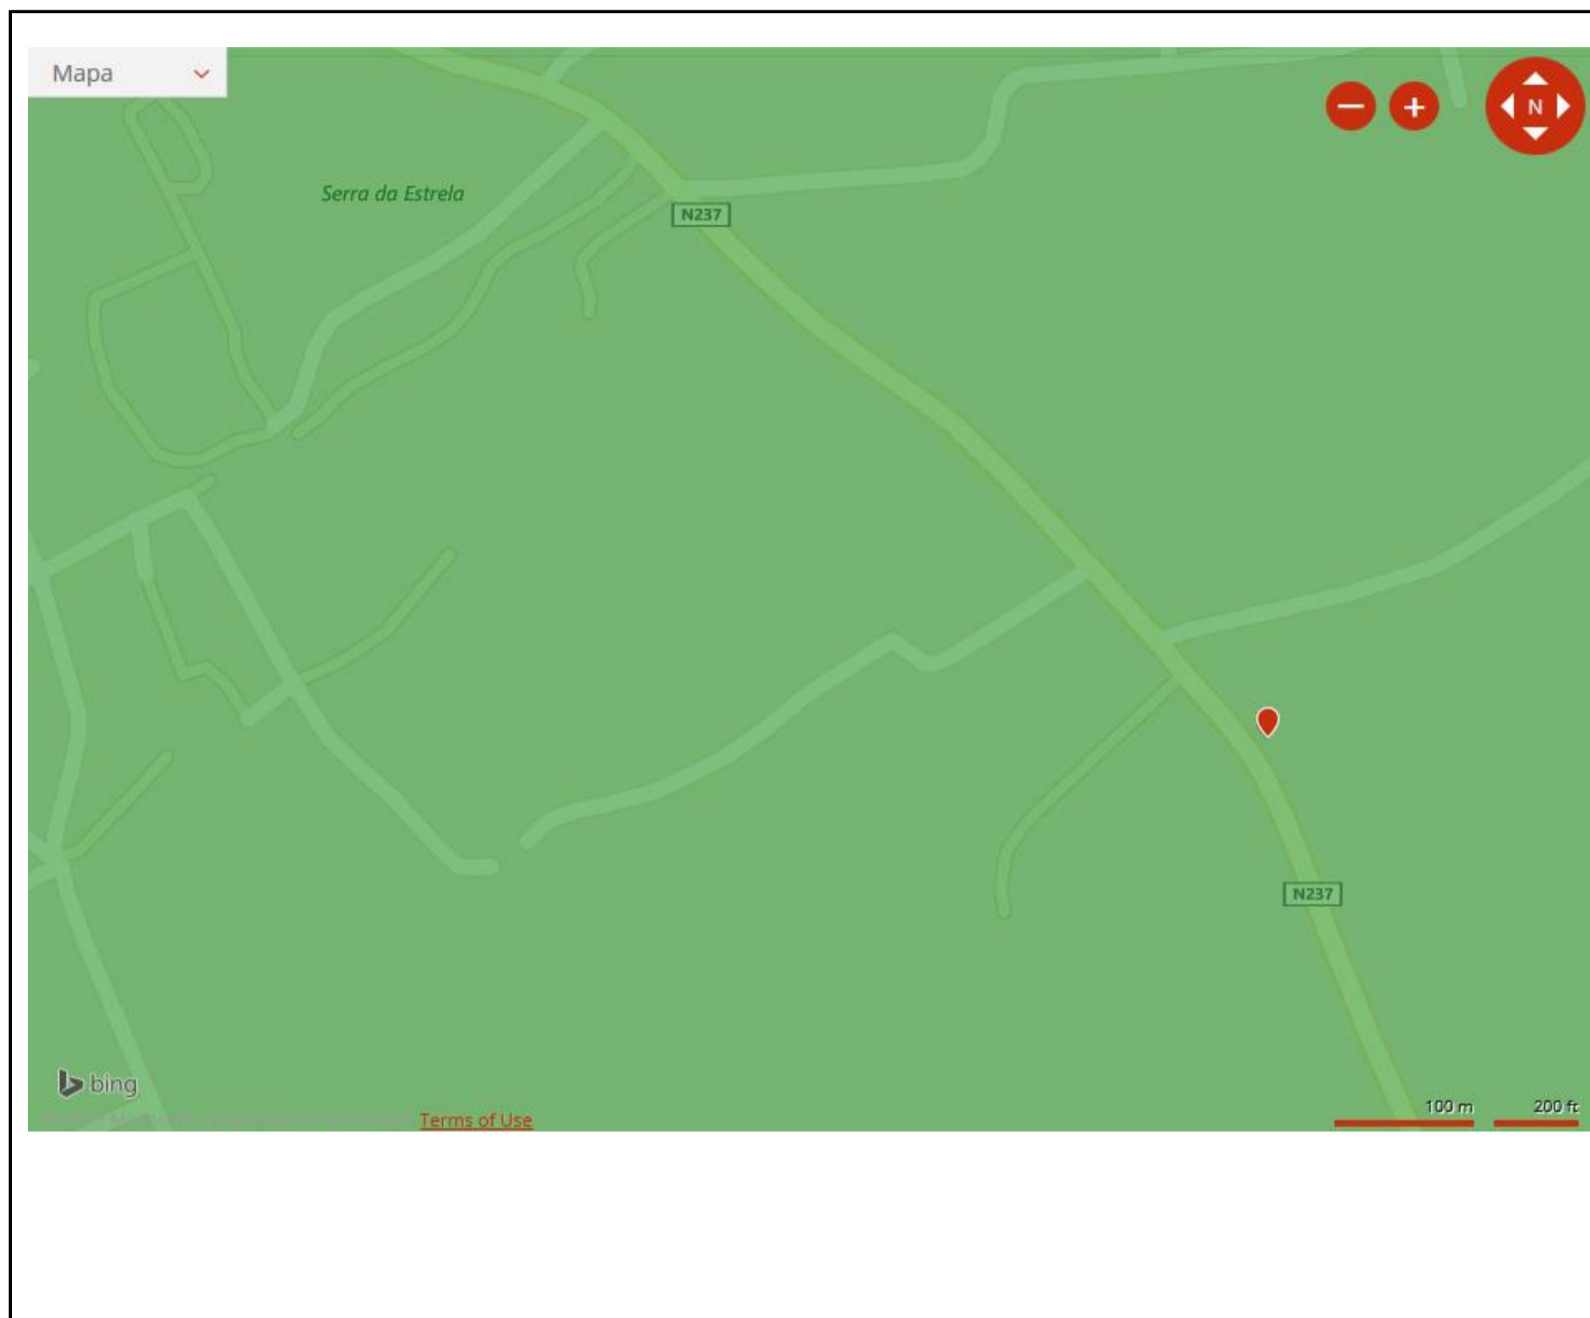 Mapa
N
Serra da Estrela
N237
N237
bing
100 m 200 ft
Terms of Use